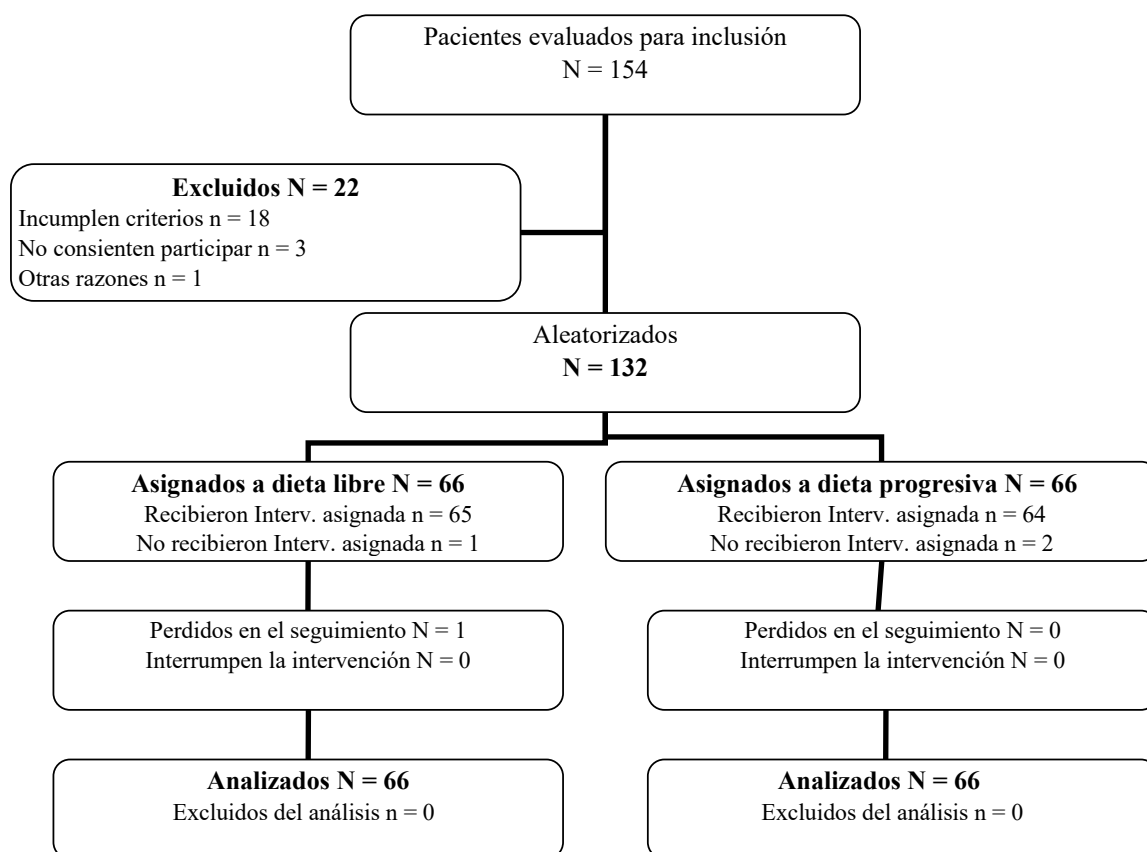 Pacientes evaluados para inclusión
N = 154
Excluidos N = 22
Incumplen criterios n = 18
No consienten participar n = 3
Otras razones n = 1
Aleatorizados
N = 132
Asignados a dieta libre N = 66
Recibieron Interv. asignada n = 65
No recibieron Interv. asignada n = 1
Asignados a dieta progresiva N = 66
Recibieron Interv. asignada n = 64
No recibieron Interv. asignada n = 2
Perdidos en el seguimiento N = 1
Interrumpen la intervención N = 0
Perdidos en el seguimiento N = 0
Interrumpen la intervención N = 0
Analizados N = 66
Excluidos del análisis n = 0
Analizados N = 66
Excluidos del análisis n = 0